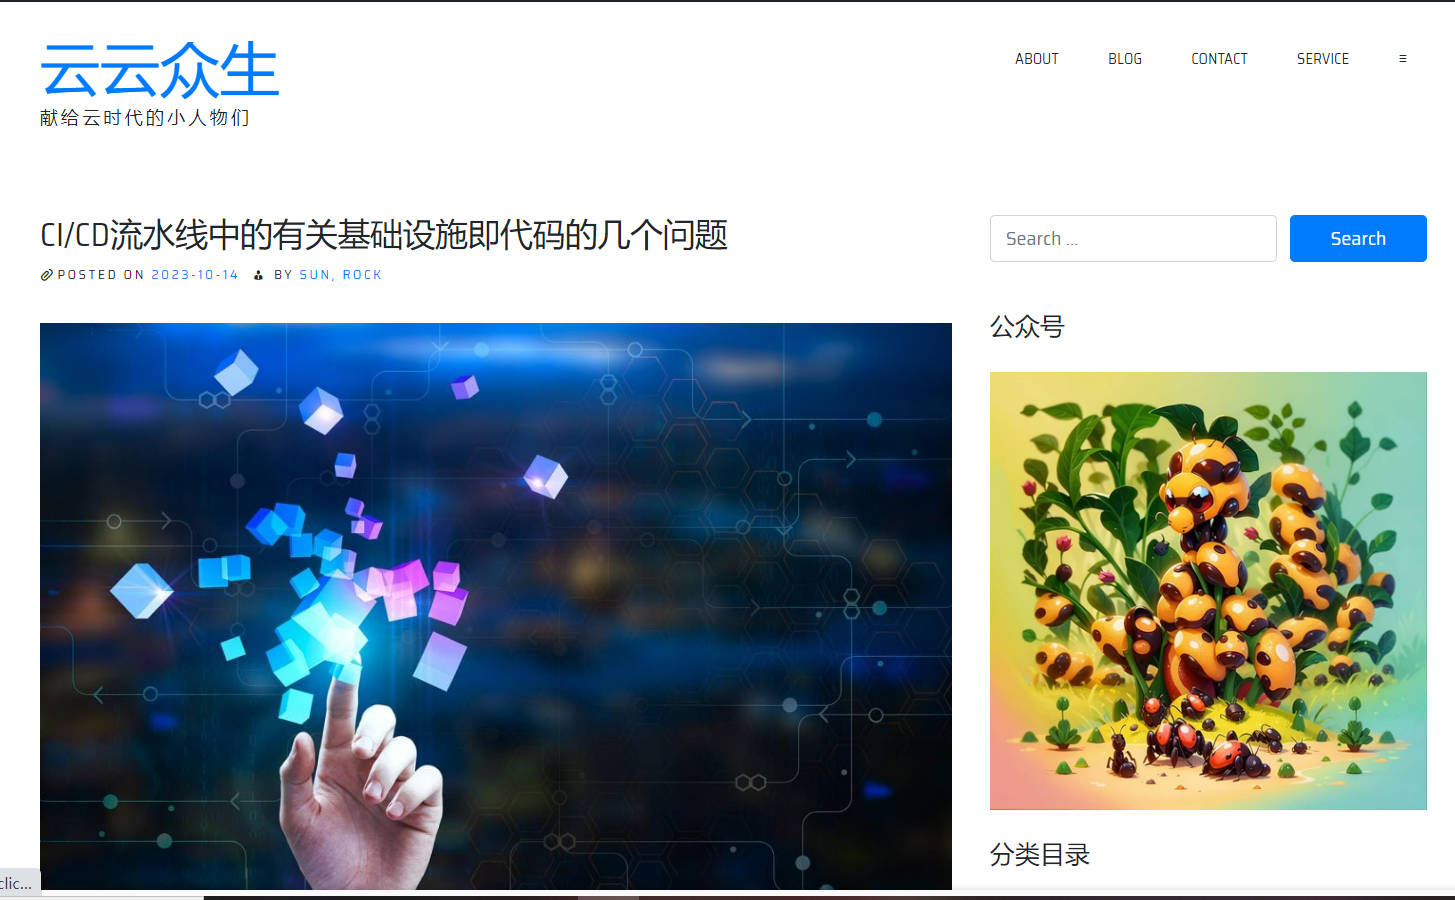 云云众生
献给云时代的小人物们
ABOUT BLOG CONTACT SERVICE ☰
CI/CD流水线中的有关基础设施即代码的几个问题
POSTED ON 2023-10-14 BY SUN, ROCK
Search ... Search
公众号
分类目录
clic...